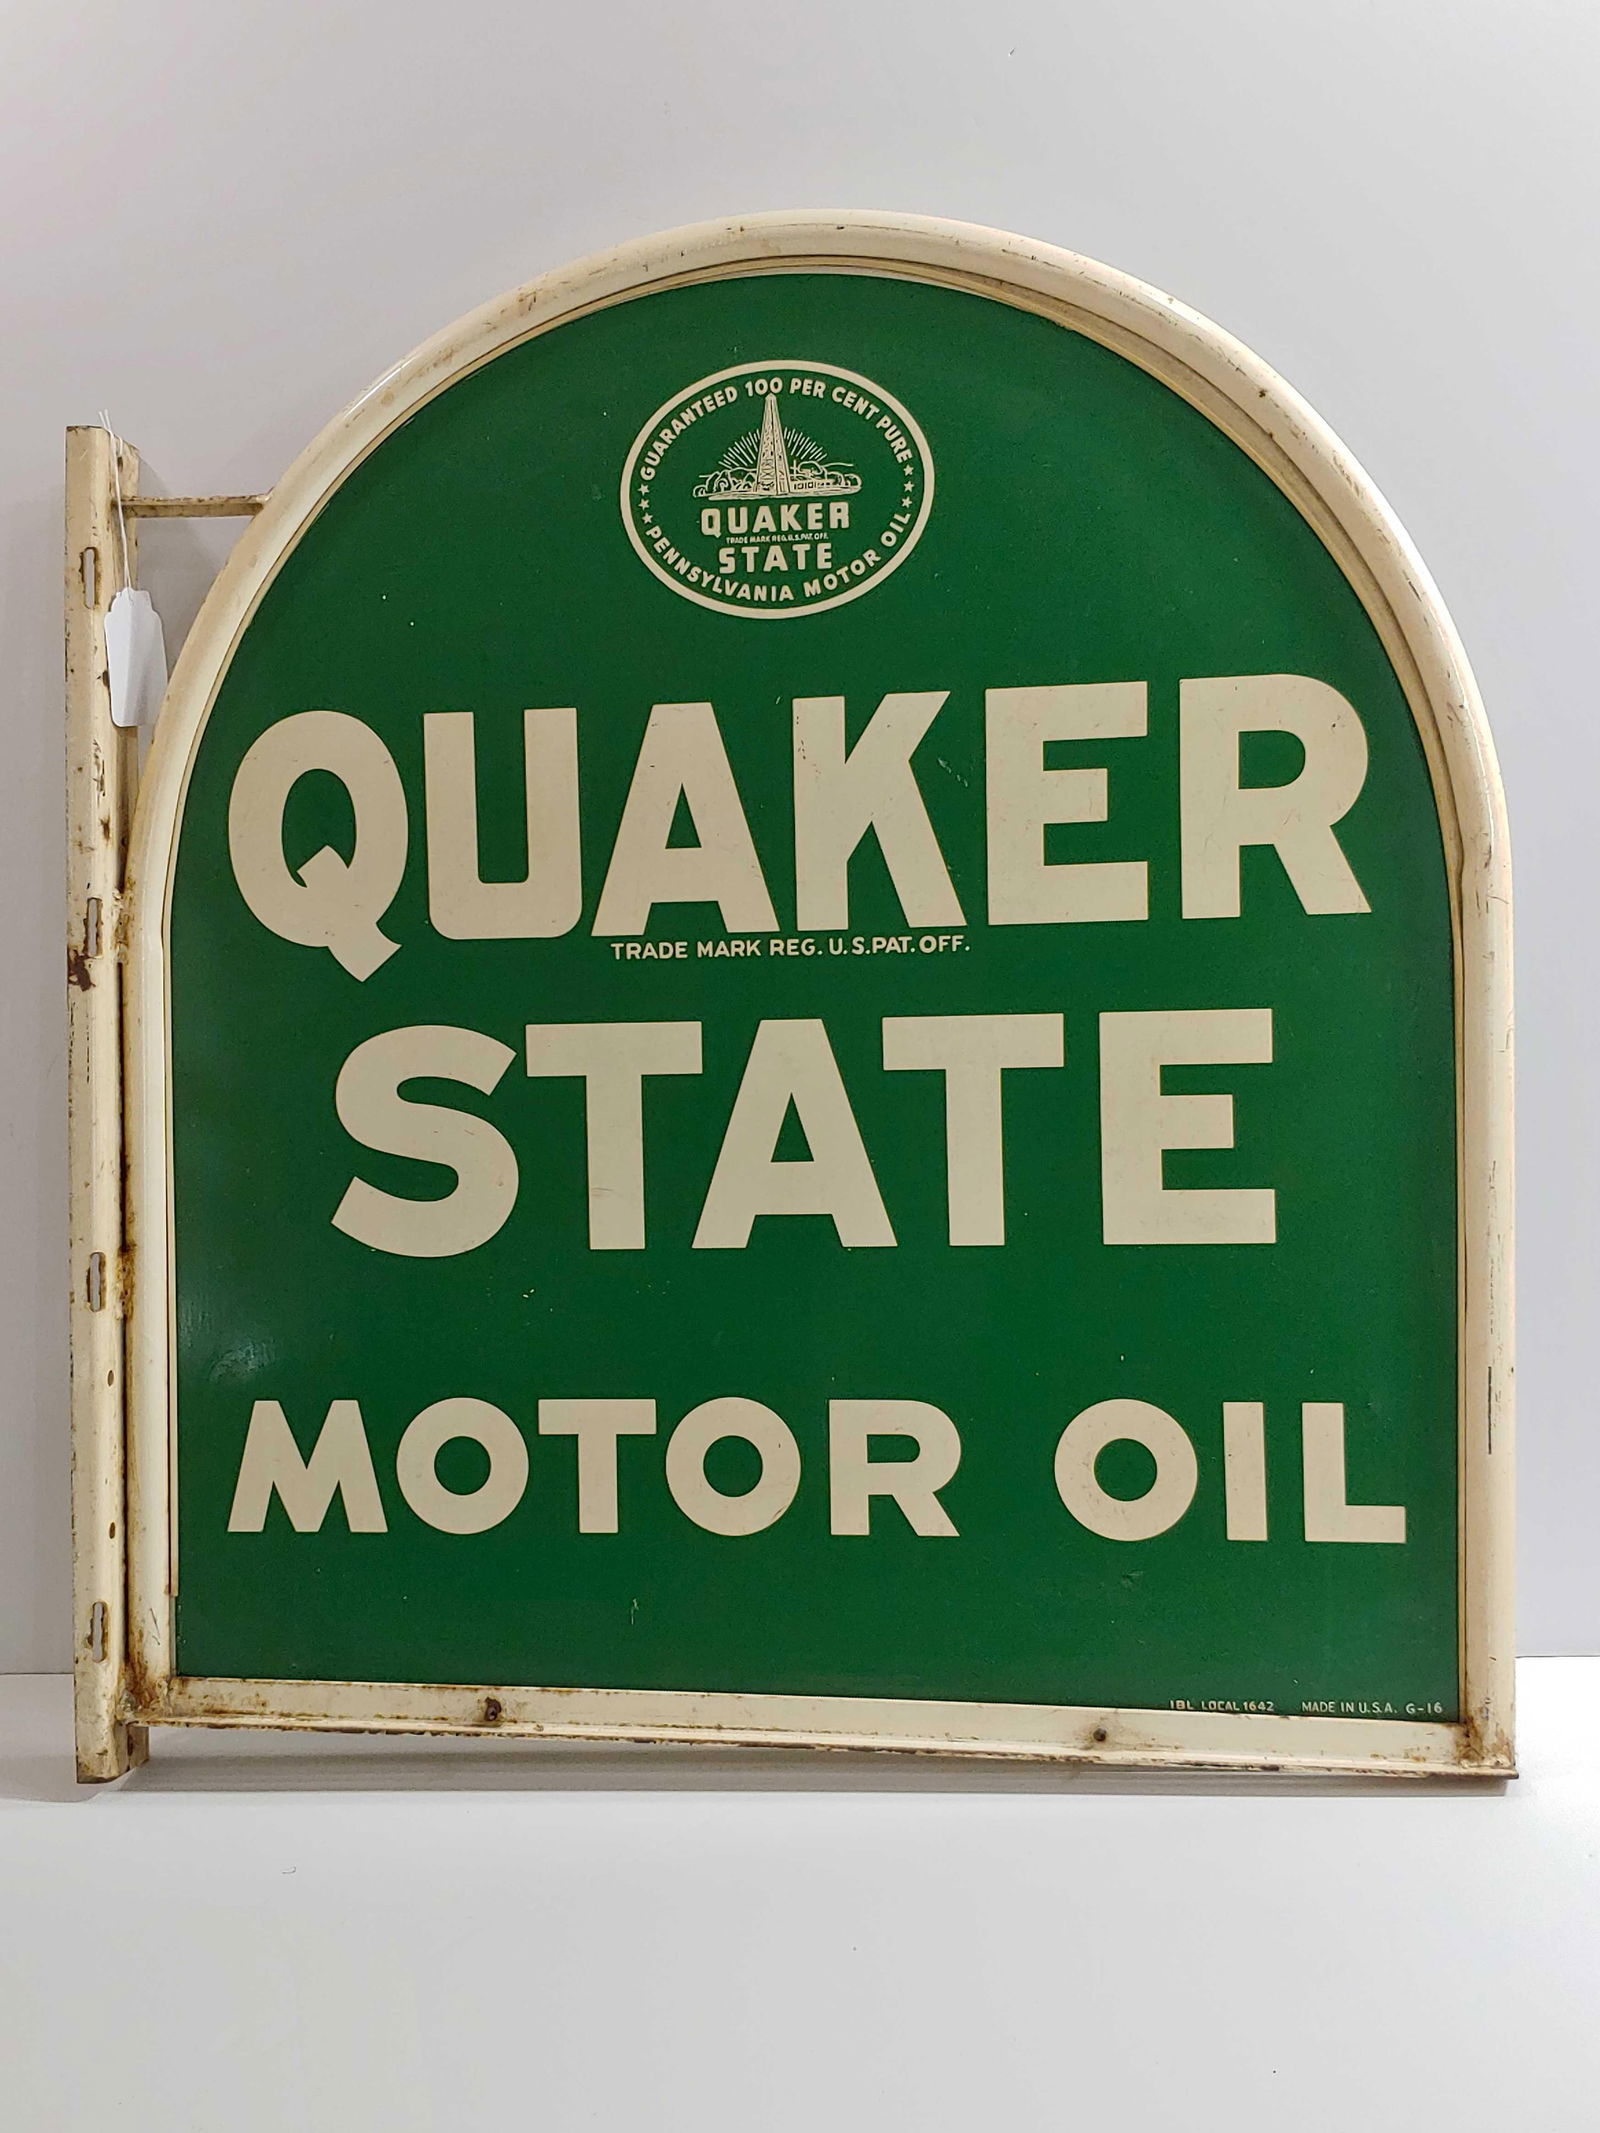 GUARANTEED 100 PER CENT PURE
QUAKER
TRADE MARK REG.U.S.PAT.OFF.
STATE
PENNSYLVANIA MOTOR OIL
QUAKER
TRADE MARK REG. U.S.PAT.OFF.
STATE
MOTOR OIL
IBL LOCAL 1642 MADE IN U.S.A. G-16